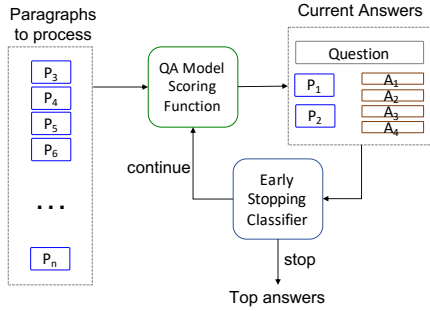 Paragraphs
to process
P3
P4
P5
P6
...
Pn
QA Model
Scoring
Function
Current Answers
Question
P1
P2
A1
A2
A3
A4
continue
Early
Stopping
Classifier
stop
Top answers